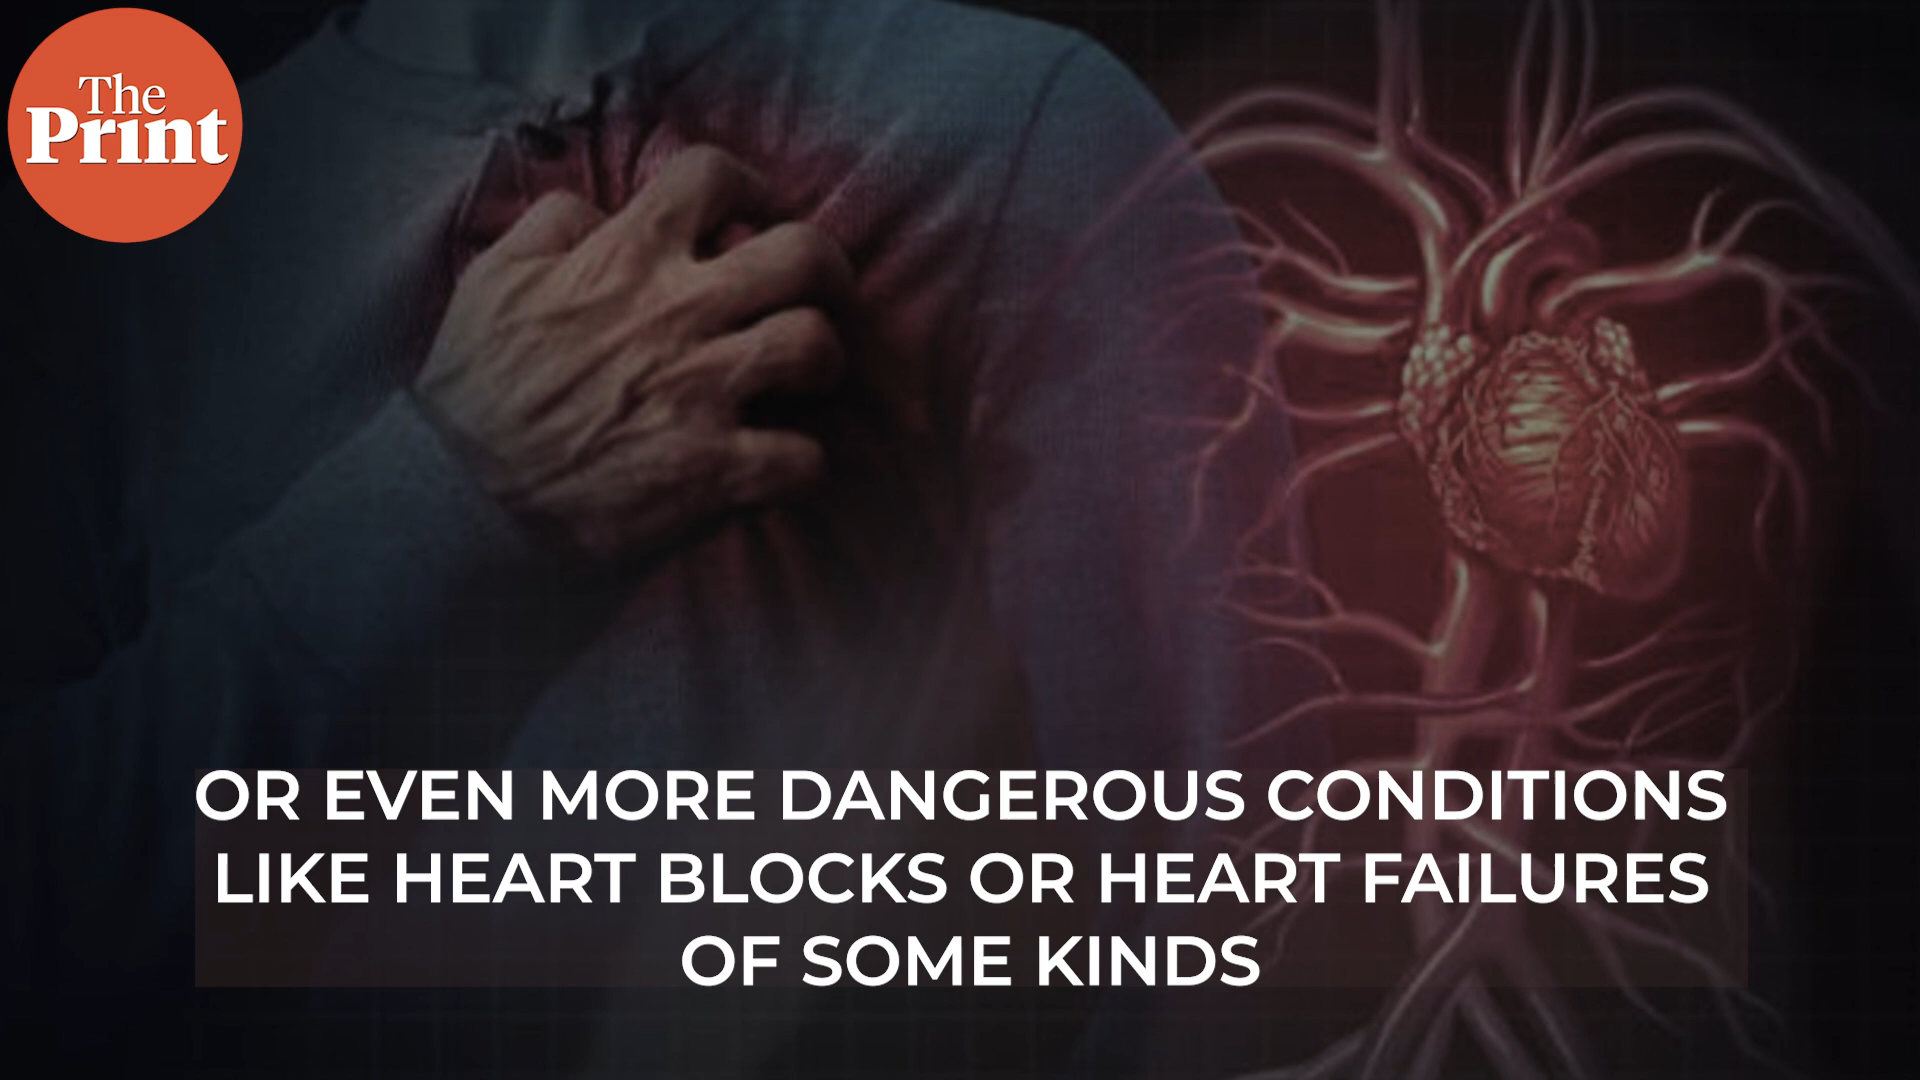 The
Print
OR EVEN MORE DANGEROUS CONDITIONS
LIKE HEART BLOCKS OR HEART FAILURES
OF SOME KINDS